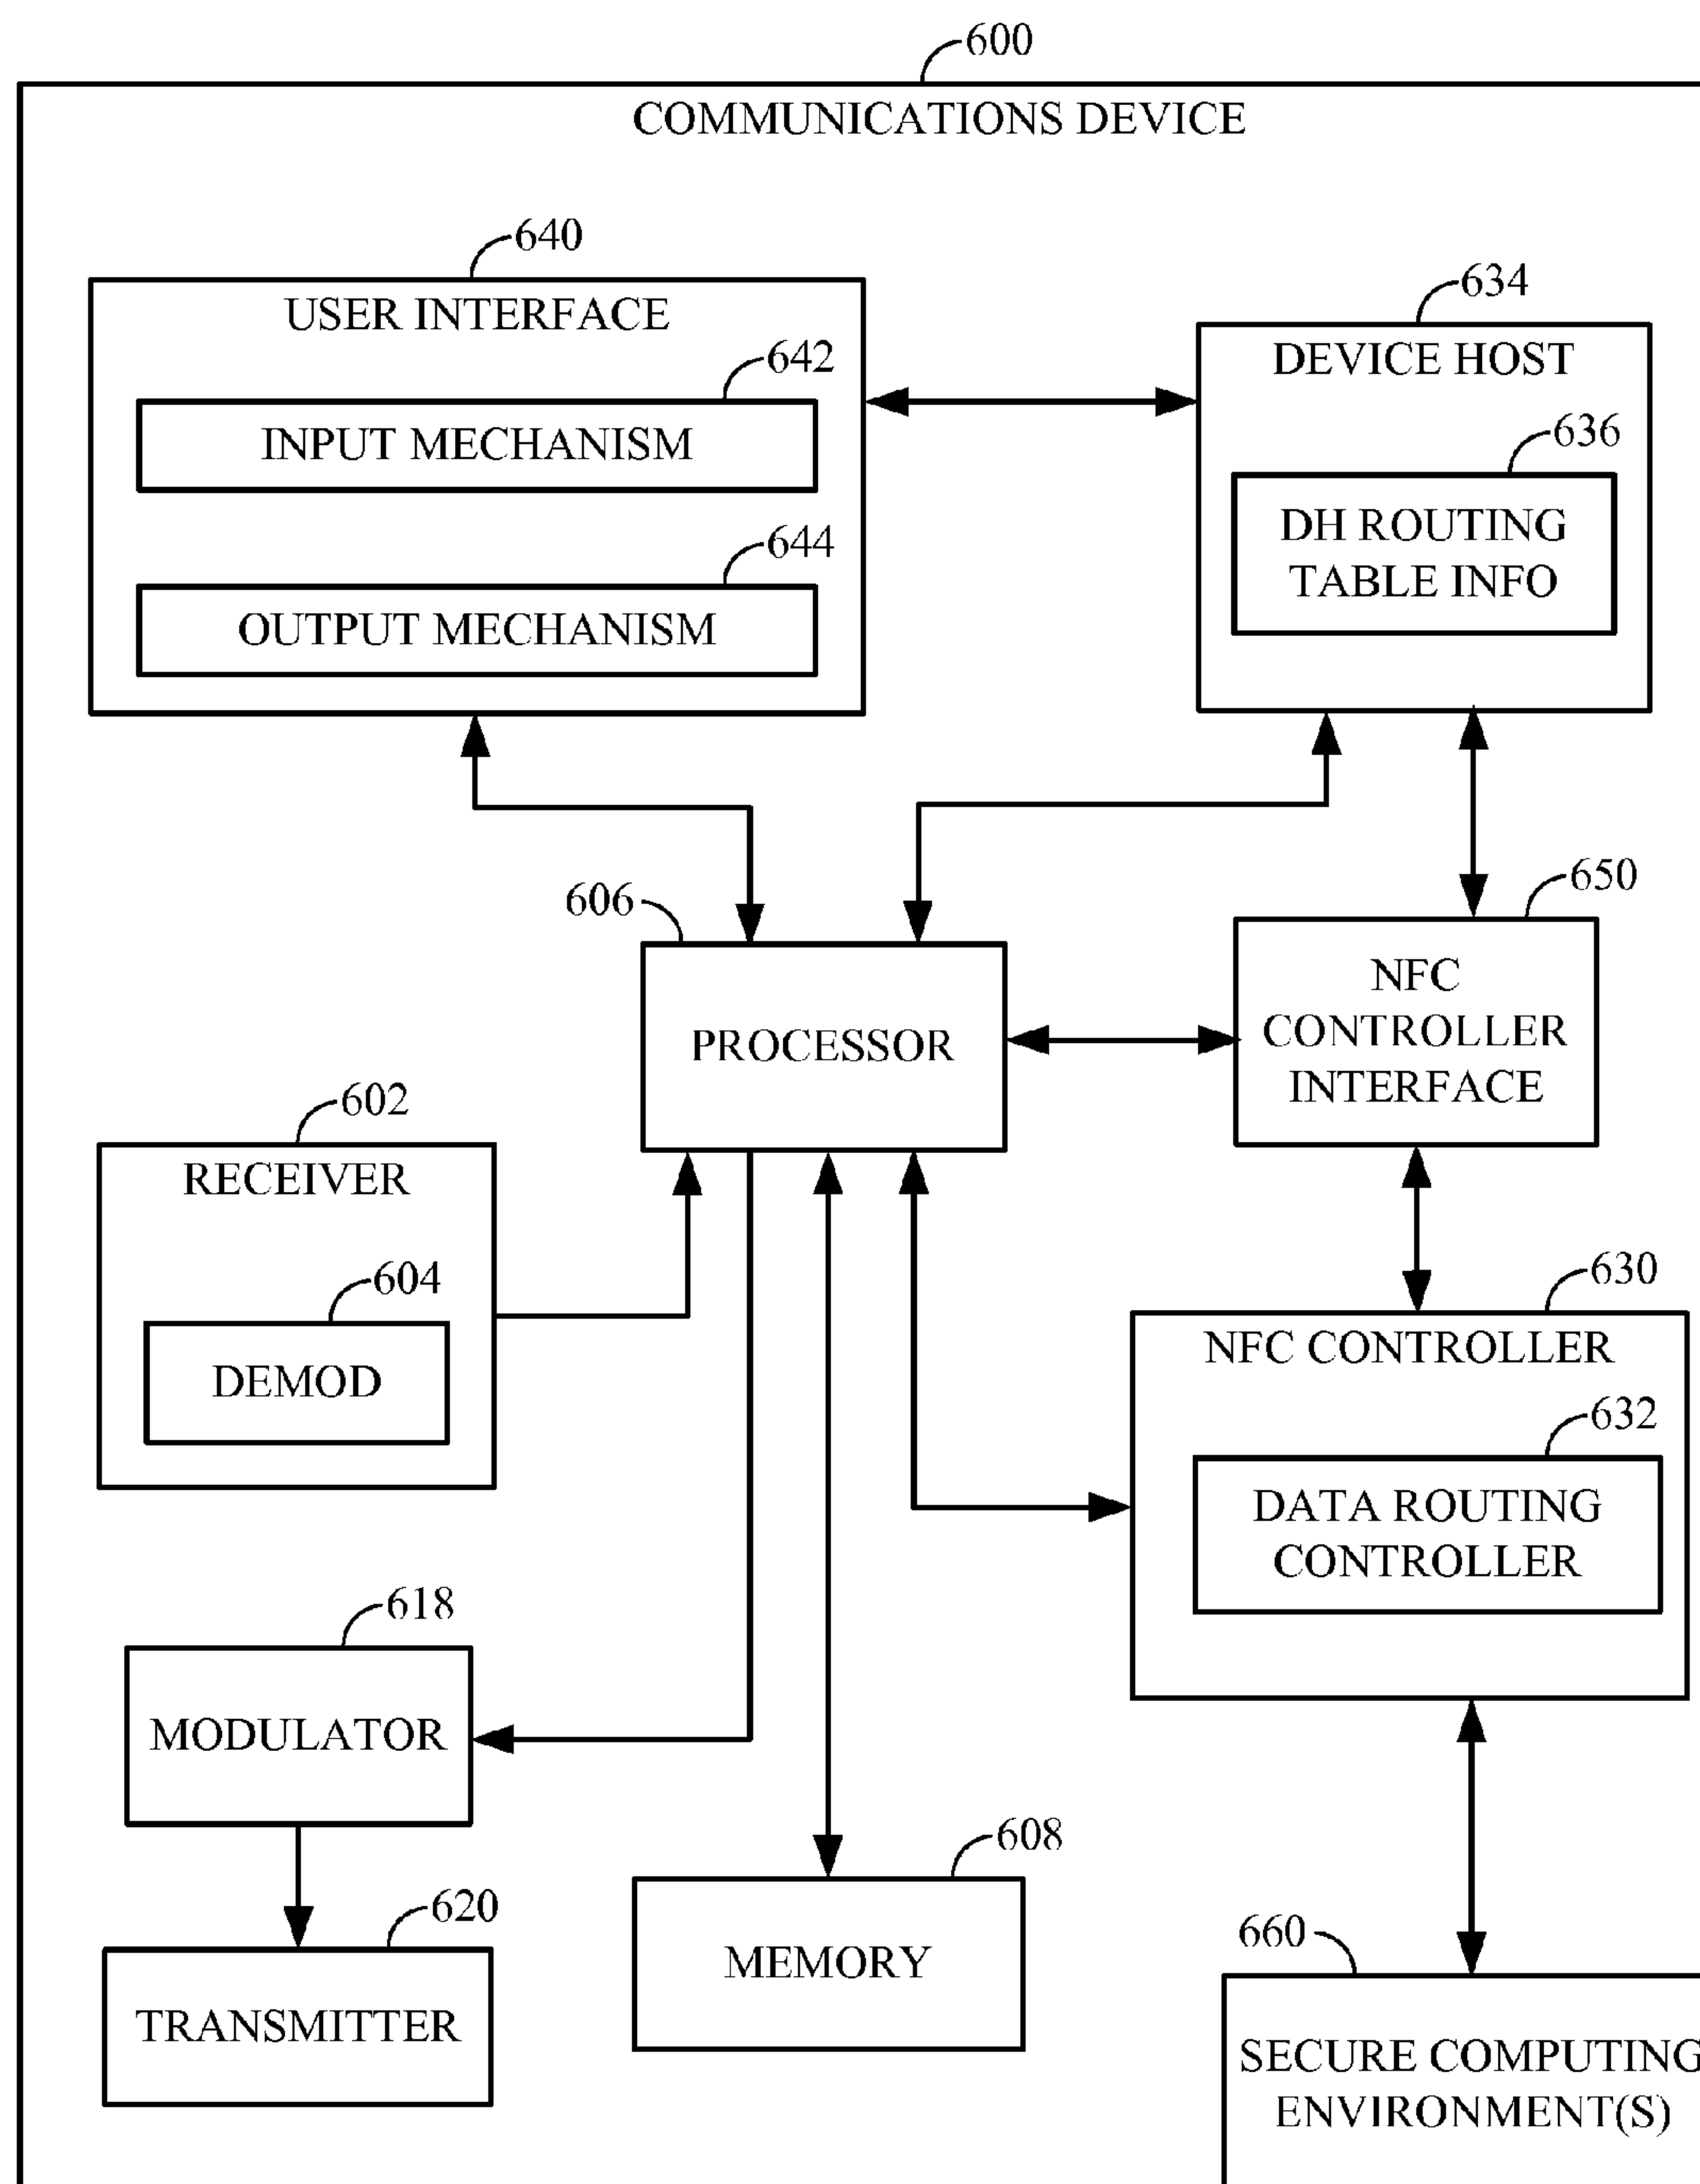 600
COMMUNICATIONS DEVICE
640
USER INTERFACE
642
INPUT MECHANISM
644
OUTPUT MECHANISM
634
DEVICE HOST
636
DH ROUTING
TABLE INFO
606
PROCESSOR
650
NFC
CONTROLLER
INTERFACE
602
RECEIVER
604
DEMOD
630
NFC CONTROLLER
632
DATA ROUTING
CONTROLLER
618
MODULATOR
620
TRANSMITTER
608
MEMORY
660
SECURE COMPUTING
ENVIRONMENT(S)